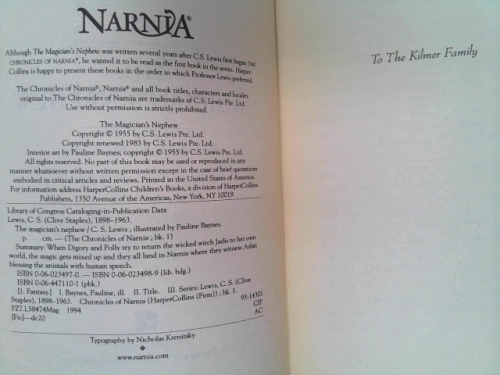 NARNIA®
Although The Magician's Nephew was written several years after C.S. Lewis first began THE
CHRONICLES OF NARNIA®, he wanted it to be read as the first book in the series. Harper-
Collins is happy to present these books in the order in which Professor Lewis preferred.
The Chronicles of Narnia®, Narnia® and all book titles, characters and locales
original to The Chronicles of Narnia are trademarks of C.S. Lewis Pte. Ltd.
Use without permission is strictly prohibited.
The Magician's Nephew
Copyright © 1955 by C.S. Lewis Pte. Ltd.
Copyright renewed 1983 by C.S. Lewis Pte. Ltd.
Interior art by Pauline Baynes; copyright © 1955 by C.S. Lewis Pte. Ltd.
All rights reserved. No part of this book may be used or reproduced in any
manner whatsoever without written permission except in the case of brief quotations
embodied in critical articles and reviews. Printed in the United States of America.
For information address HarperCollins Children's Books, a division of HarperCollins
Publishers, 1350 Avenue of the Americas, New York, NY 10019.
Library of Congress Cataloging-in-Publication Data
Lewis, C. S. (Clive Staples), 1898–1963.
The magician's nephew / C. S. Lewis ; illustrated by Pauline Baynes.
p. cm. — (The Chronicles of Narnia ; bk. 1)
Summary: When Digory and Polly try to return the wicked witch Jadis to her own
world, the magic gets mixed up and they all land in Narnia where they witness Aslan
blessing the animals with human speech.
ISBN 0-06-023497-0. — ISBN 0-06-023498-9 (lib. bdg.)
ISBN 0-06-447110-1 (pbk.)
[1. Fantasy.] I. Baynes, Pauline, ill. II. Title. III. Series: Lewis, C. S. (Clive
Staples), 1898–1963. Chronicles of Narnia (HarperCollins (Firm)) ; bk. 1.
PZ7.L58474Mag 1994 93-14301
[Fic]—dc20 CIP
AC
Typography by Nicholas Krenitsky
❖
www.narnia.com
To The Kilmer Family